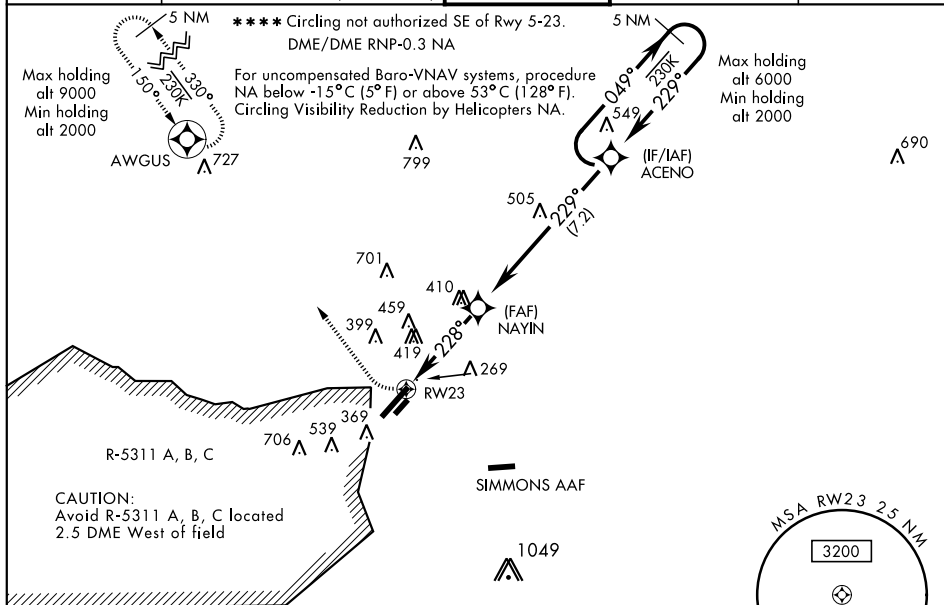 5 NM
**** Circling not authorized SE of Rwy 5-23.
DME/DME RNP-0.3 NA
For uncompensated Baro-VNAV systems, procedure
NA below -15°C (5°F) or above 53°C (128°F).
Circling Visibility Reduction by Helicopters NA.
5 NM
Max holding
alt 9000
Min holding
alt 2000
150°
230K
330°
AWGUS
727
799
049°
230K
229°
Max holding
alt 6000
Min holding
alt 2000
549
(IF/IAF)
ACENO
690
505
229°
(7.2)
701
410
(FAF)
NAYIN
459
399
419
228°
269
RW23
369
706
539
R-5311 A, B, C
SIMMONS AAF
CAUTION:
Avoid R-5311 A, B, C located
2.5 DME West of field
1049
MSA RW23 25 NM
3200